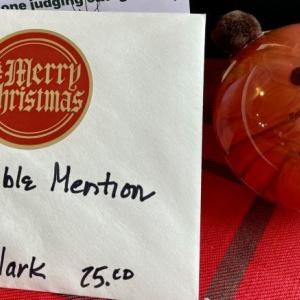 one judging
Merry
Christmas
ble Mention
lark 25.00